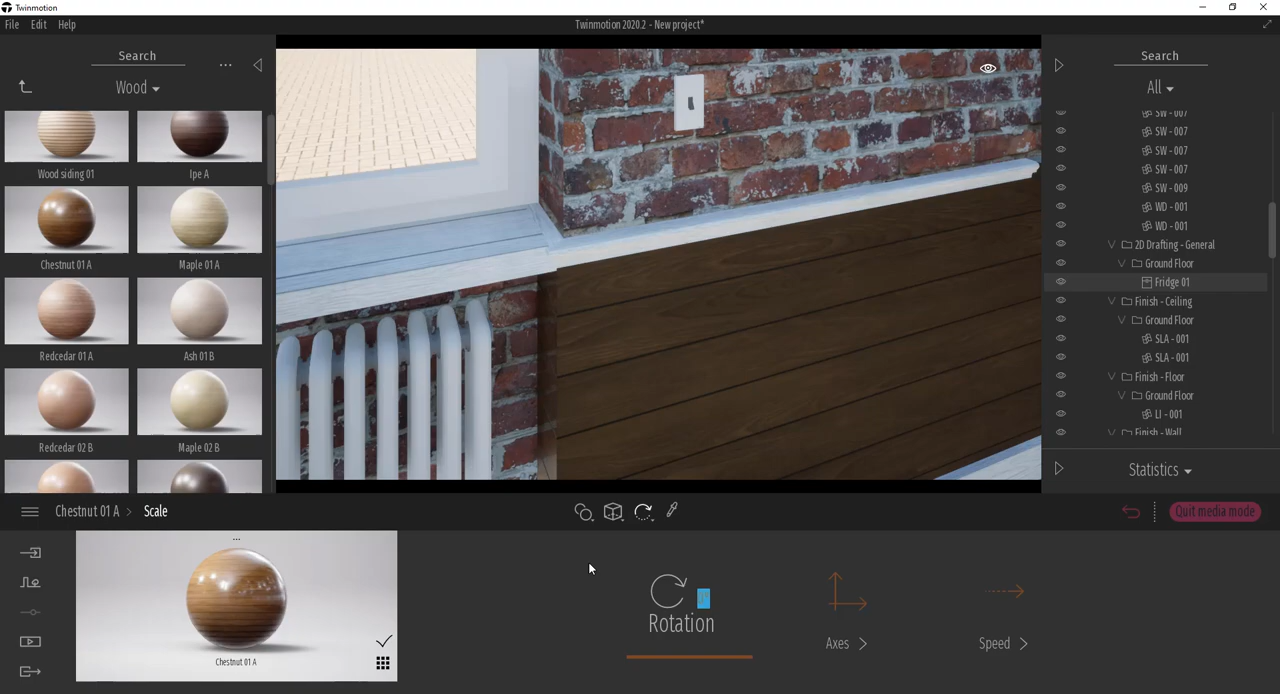 Twinmotion
File Edit Help
Twinmotion 2020.2 - New project*
Search
...
Wood
Wood siding 01
Ipe A
Chestnut 01 A
Maple 01 A
Redcedar 01 A
Ash 01 B
Redcedar 02 B
Maple 02 B
Search
All
SW - 007
SW - 007
SW - 007
SW - 007
SW - 009
WD - 001
WD - 001
2D Drafting - General
Ground Floor
Fridge 01
Finish - Ceiling
Ground Floor
SLA - 001
SLA - 001
Finish - Floor
Ground Floor
LI - 001
Finish - Wall
Statistics
Chestnut 01 A > Scale
Quit media mode
...
Chestnut 01 A
Rotation
Axes >
Speed >